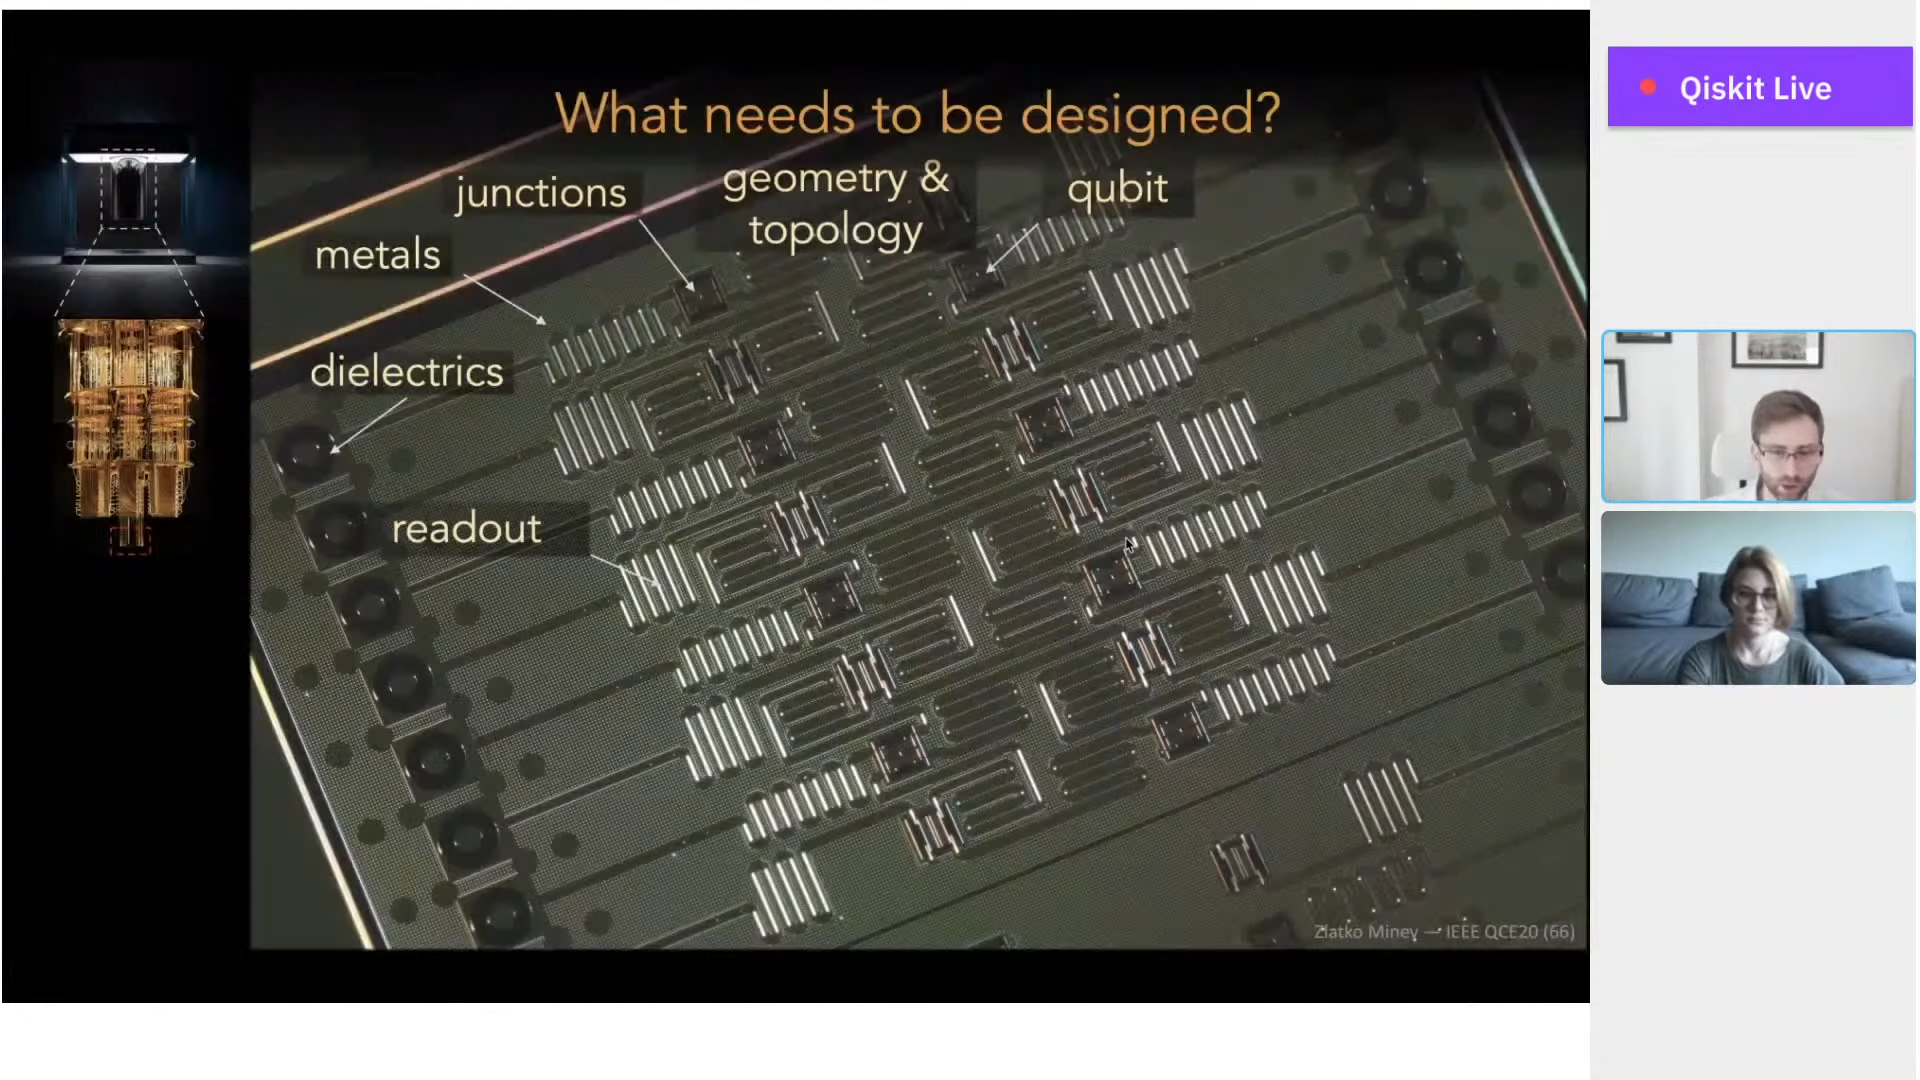 What needs to be designed?
junctions
geometry &
topology
qubit
metals
dielectrics
readout
Zlatko Minev — IEEE QCE20 (66)
Qiskit Live